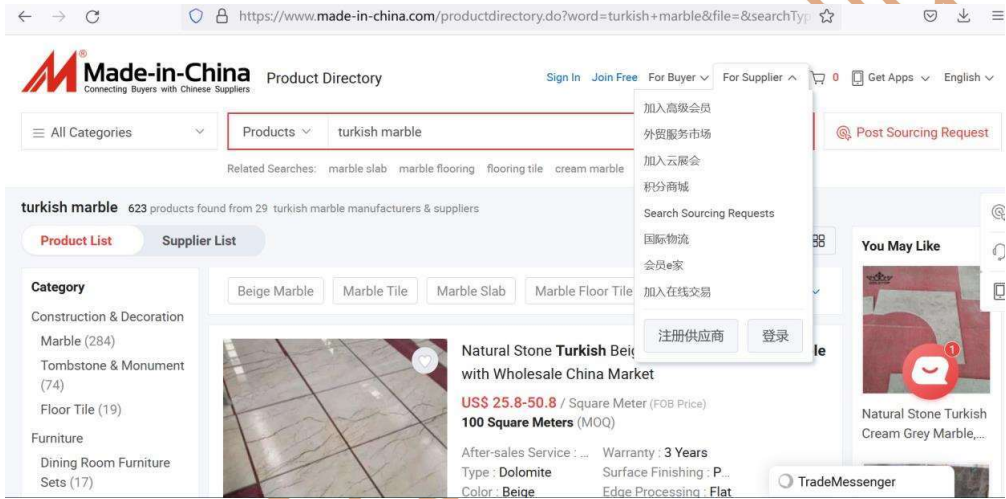 https://www.made-in-china.com/productdirectory.do?word=turkish+marble&file=&searchTyp
Made-in-China
Connecting Buyers with Chinese Suppliers
Product Directory
Sign In Join Free For Buyer For Supplier 0 Get Apps English
All Categories
Products turkish marble
Post Sourcing Request
Related Searches: marble slab marble flooring flooring tile cream marble
加入高级会员
外贸服务市场
加入云展会
积分商城
Search Sourcing Requests
国际物流
会员e家
加入在线交易
注册供应商 登录
turkish marble 623 products found from 29 turkish marble manufacturers & suppliers
Product List Supplier List
Category
Construction & Decoration
Marble (284)
Tombstone & Monument
(74)
Floor Tile (19)
Furniture
Dining Room Furniture
Sets (17)
Beige Marble Marble Tile Marble Slab Marble Floor Tile
Natural Stone Turkish Bei
with Wholesale China Market
US$ 25.8-50.8 / Square Meter (FOB Price)
100 Square Meters (MOQ)
After-sales Service : ... Warranty : 3 Years
Type : Dolomite Surface Finishing : P...
Color : Beige Edge Processing : Flat
You May Like
1
Natural Stone Turkish
Cream Grey Marble,...
TradeMessenger